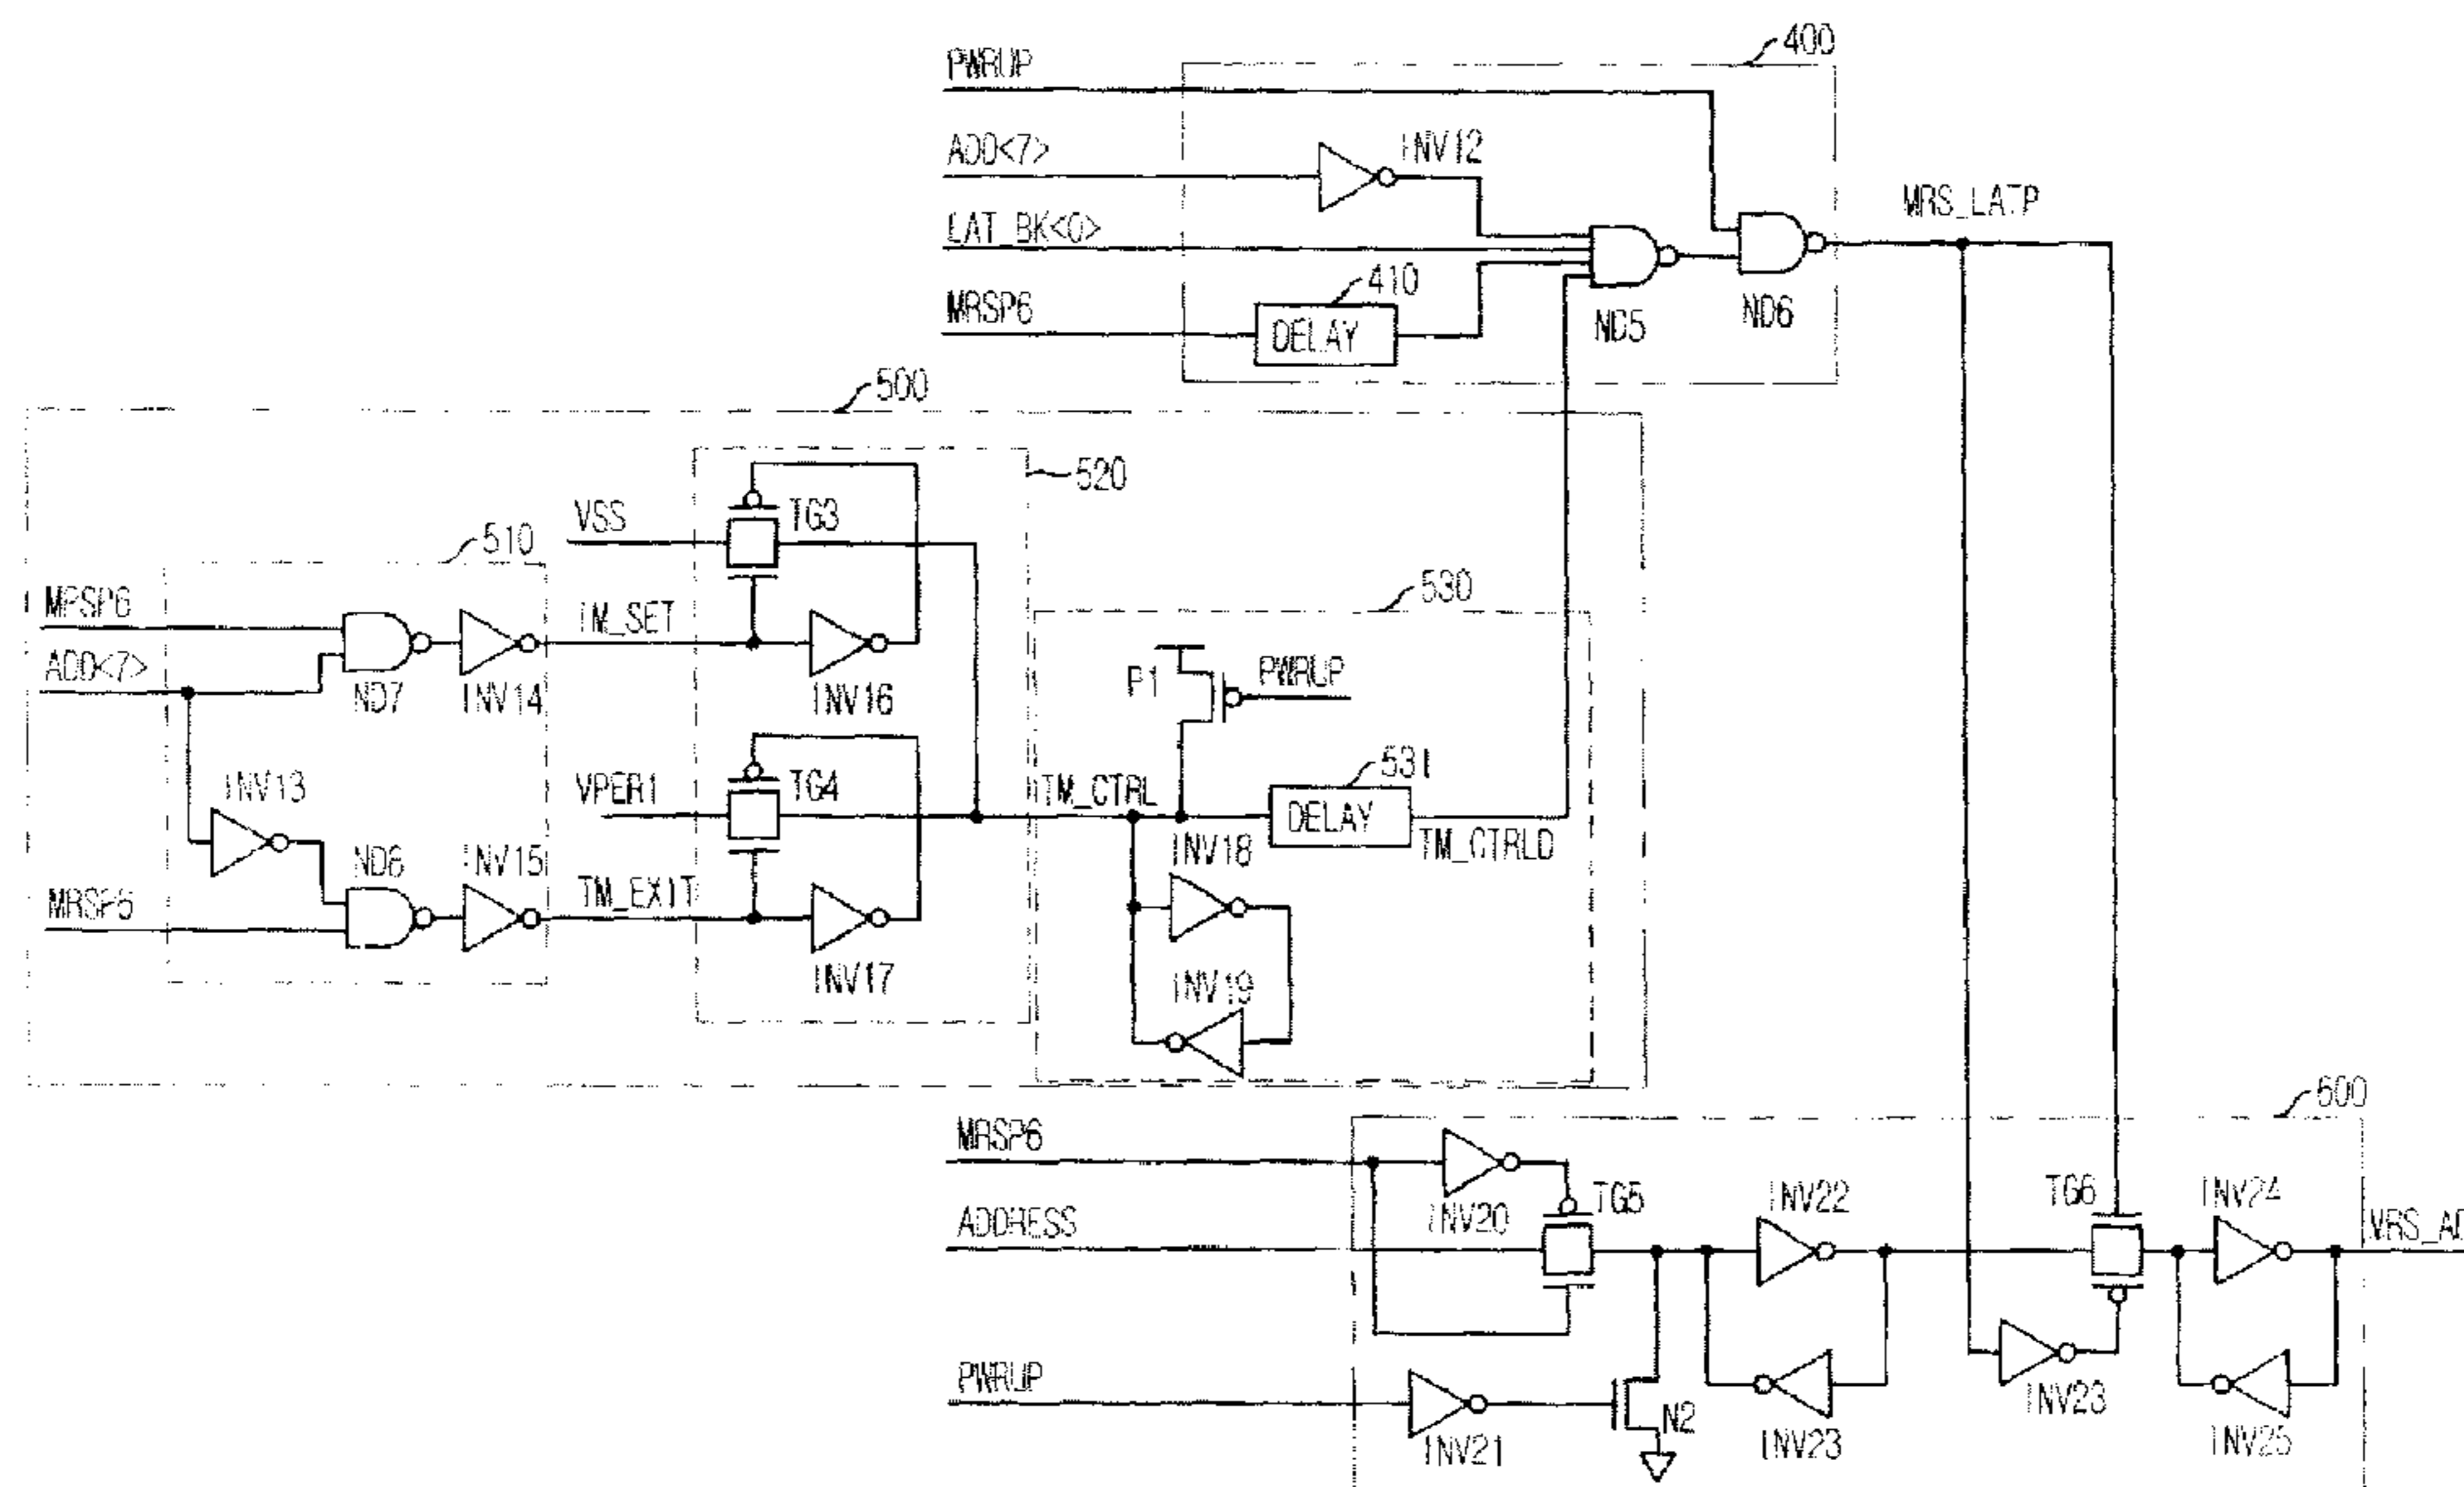 PWRUP
400
ADD<7>
INV12
LAT_BK<0>
MRS_LATP
410
MRSP6
DELAY
ND5
ND6
500
520
VSS
TG3
510
MRSP6
TM_SET
530
ADD<7>
P1
PWRUP
ND7
INV14
INV16
INV13
VPER1
TG4
TM_CTRL
531
DELAY
INV18
TM_CTRLD
ND8
INV15
MRSP6
TM_EXIT
INV17
INV19
600
MRSP6
TG5
INV22
TG6
INV24
INV20
ADDRESS
PWRUP
N2
INV21
INV23
INV23
INV25